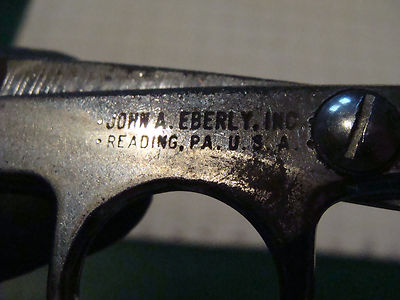 JOHN A. EBERLY, INC
READING, PA. U.S.A.